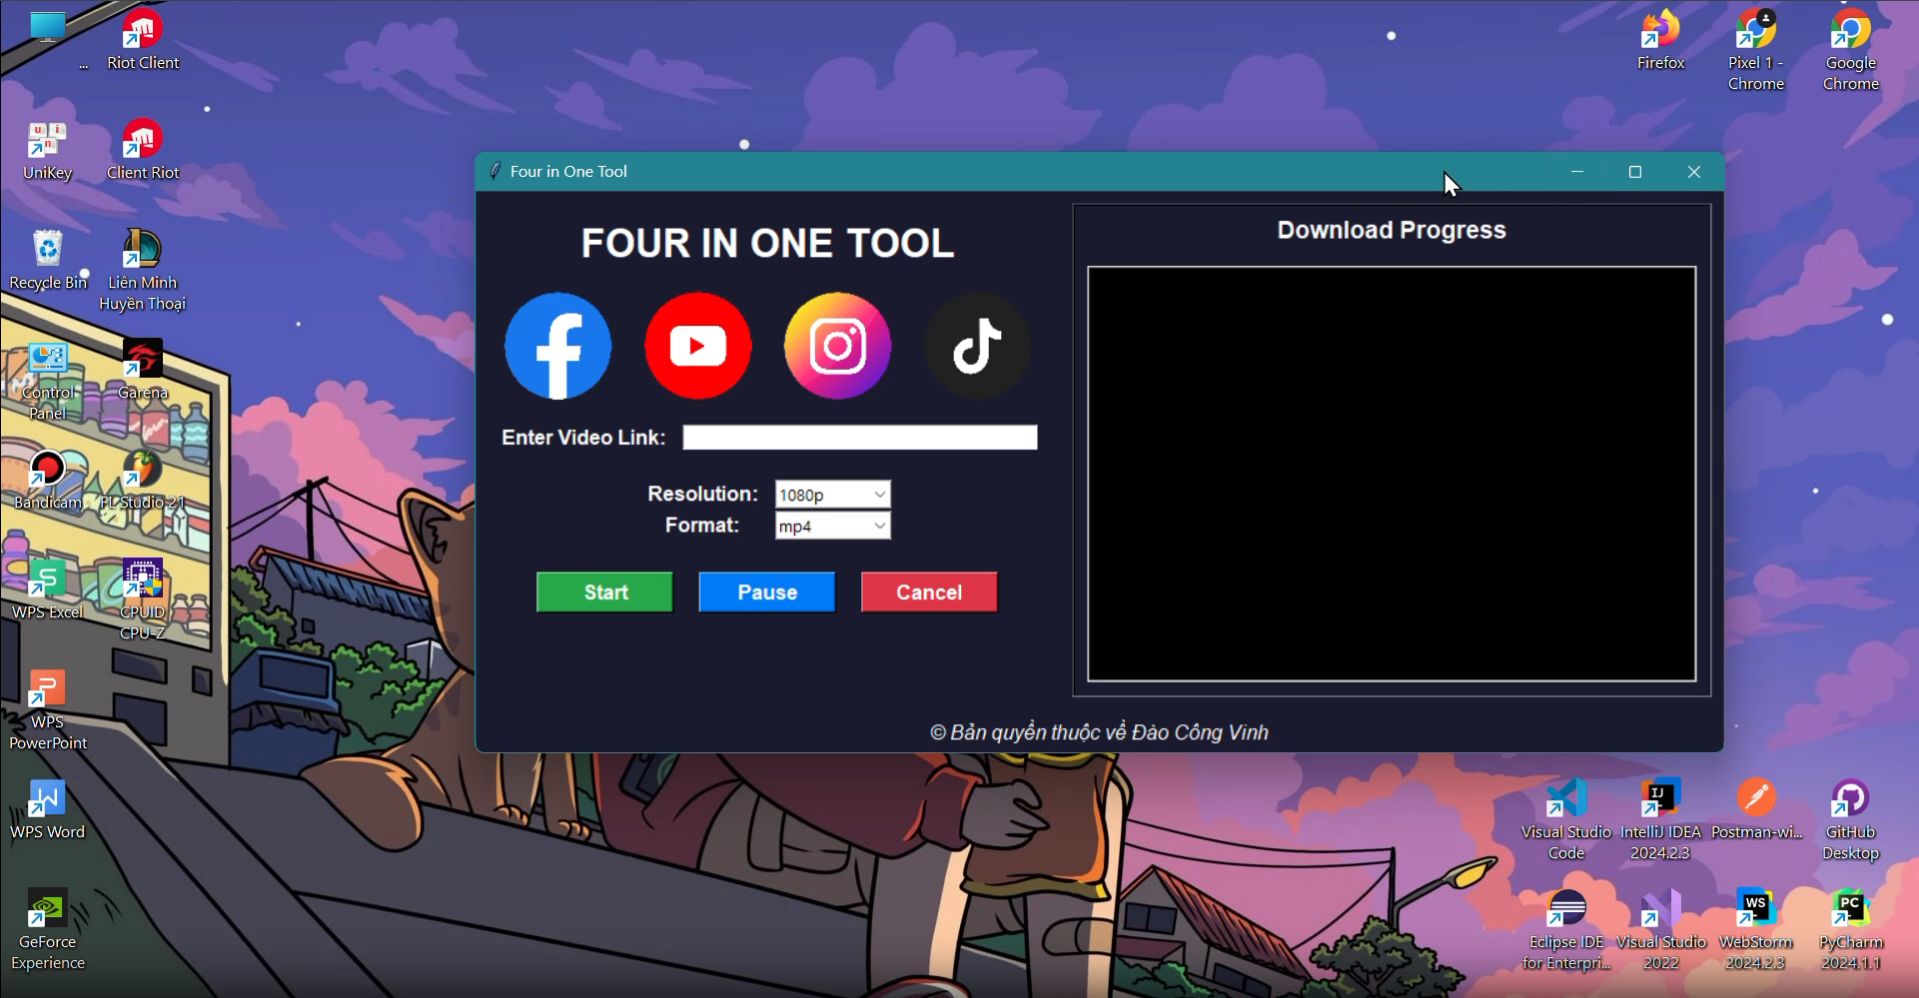 ...
Riot Client
UniKey
Client Riot
Recycle Bin
Liên Minh
Huyền Thoại
Control
Panel
Garena
Bandicam
FL Studio 21
WPS Excel
CPUID
CPU-Z
WPS
PowerPoint
WPS Word
GeForce
Experience
Firefox
Pixel 1 -
Chrome
Google
Chrome
Four in One Tool
FOUR IN ONE TOOL
Enter Video Link:
Resolution: 1080p
Format: mp4
Start Pause Cancel
Download Progress
© Bản quyền thuộc về Đào Công Vinh
Visual Studio
Code
IntelliJ IDEA
2024.2.3
Postman-wi...
GitHub
Desktop
Eclipse IDE
for Enterpri...
Visual Studio
2022
WebStorm
2024.2.3
PyCharm
2024.1.1